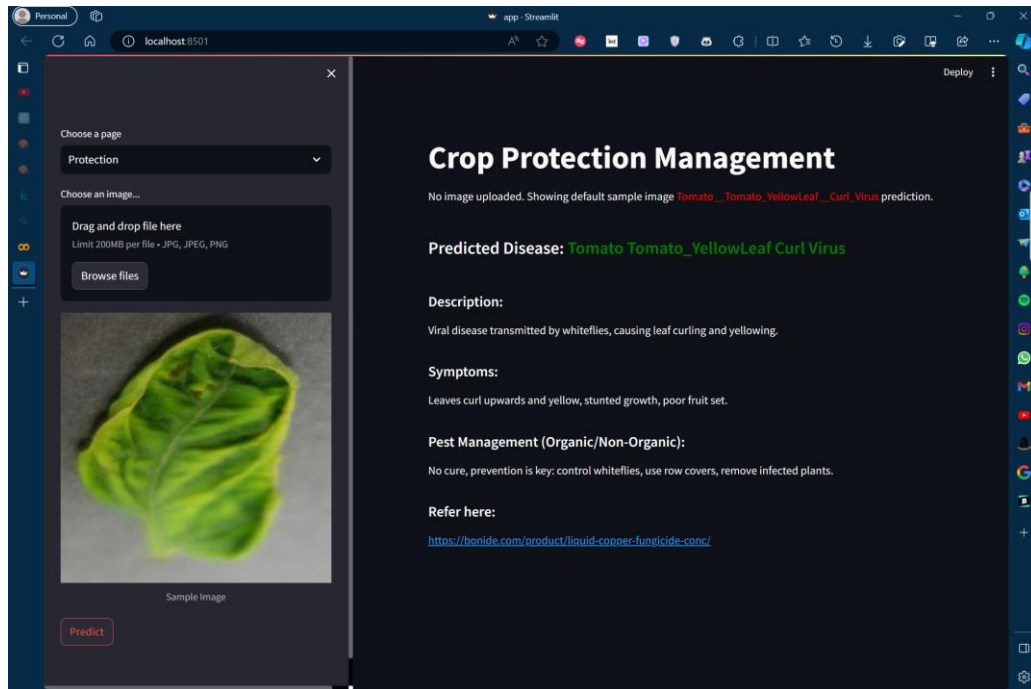 Personal
app - Streamlit
localhost:8501
Deploy
Choose a page
Protection
Choose an image...
Drag and drop file here
Limit 200MB per file • JPG, JPEG, PNG
Browse files
Sample Image
Predict
Crop Protection Management
No image uploaded. Showing default sample image Tomato__Tomato_YellowLeaf__Curl_Virus prediction.
Predicted Disease: Tomato Tomato_YellowLeaf Curl Virus
Description:
Viral disease transmitted by whiteflies, causing leaf curling and yellowing.
Symptoms:
Leaves curl upwards and yellow, stunted growth, poor fruit set.
Pest Management (Organic/Non-Organic):
No cure, prevention is key: control whiteflies, use row covers, remove infected plants.
Refer here:
https://bonide.com/product/liquid-copper-fungicide-conc/